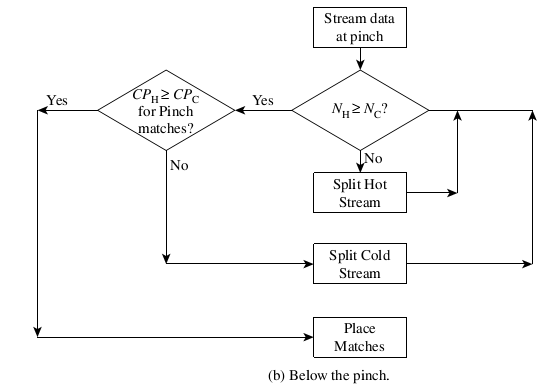 Stream data
at pinch
CP_H ≥ CP_C
for Pinch
matches?
Yes
Yes
N_H ≥ N_C?
No
No
Split Hot
Stream
Split Cold
Stream
Place
Matches
(b) Below the pinch.